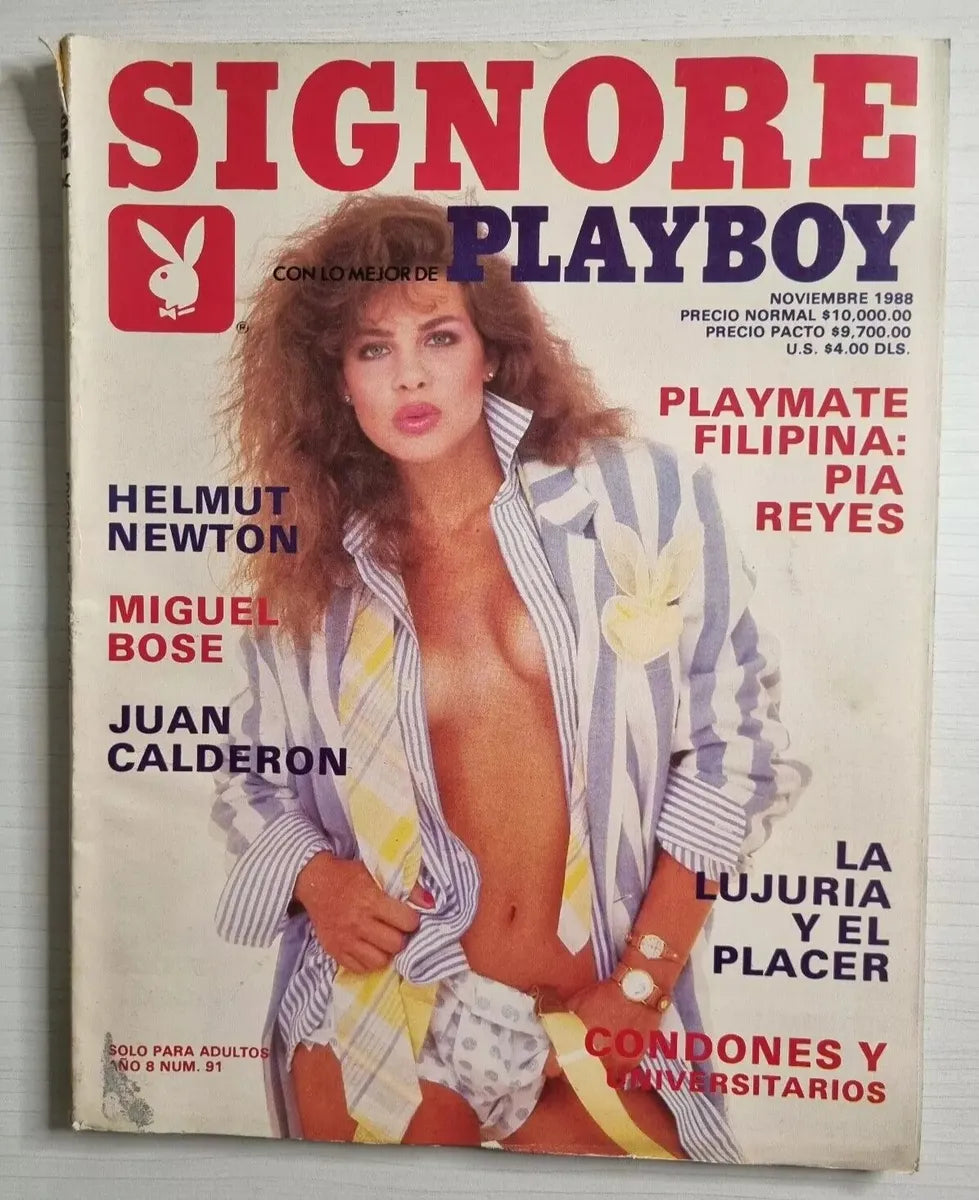 SIGNORE
CON LO MEJOR DE PLAYBOY
®
NOVIEMBRE 1988
PRECIO NORMAL $10,000.00
PRECIO PACTO $9,700.00
U.S. $4.00 DLS.
PLAYMATE
FILIPINA:
PIA
REYES
HELMUT
NEWTON
MIGUEL
BOSE
JUAN
CALDERON
LA
LUJURIA
Y EL
PLACER
CONDONES Y
UNIVERSITARIOS
SOLO PARA ADULTOS
AÑO 8 NUM. 91